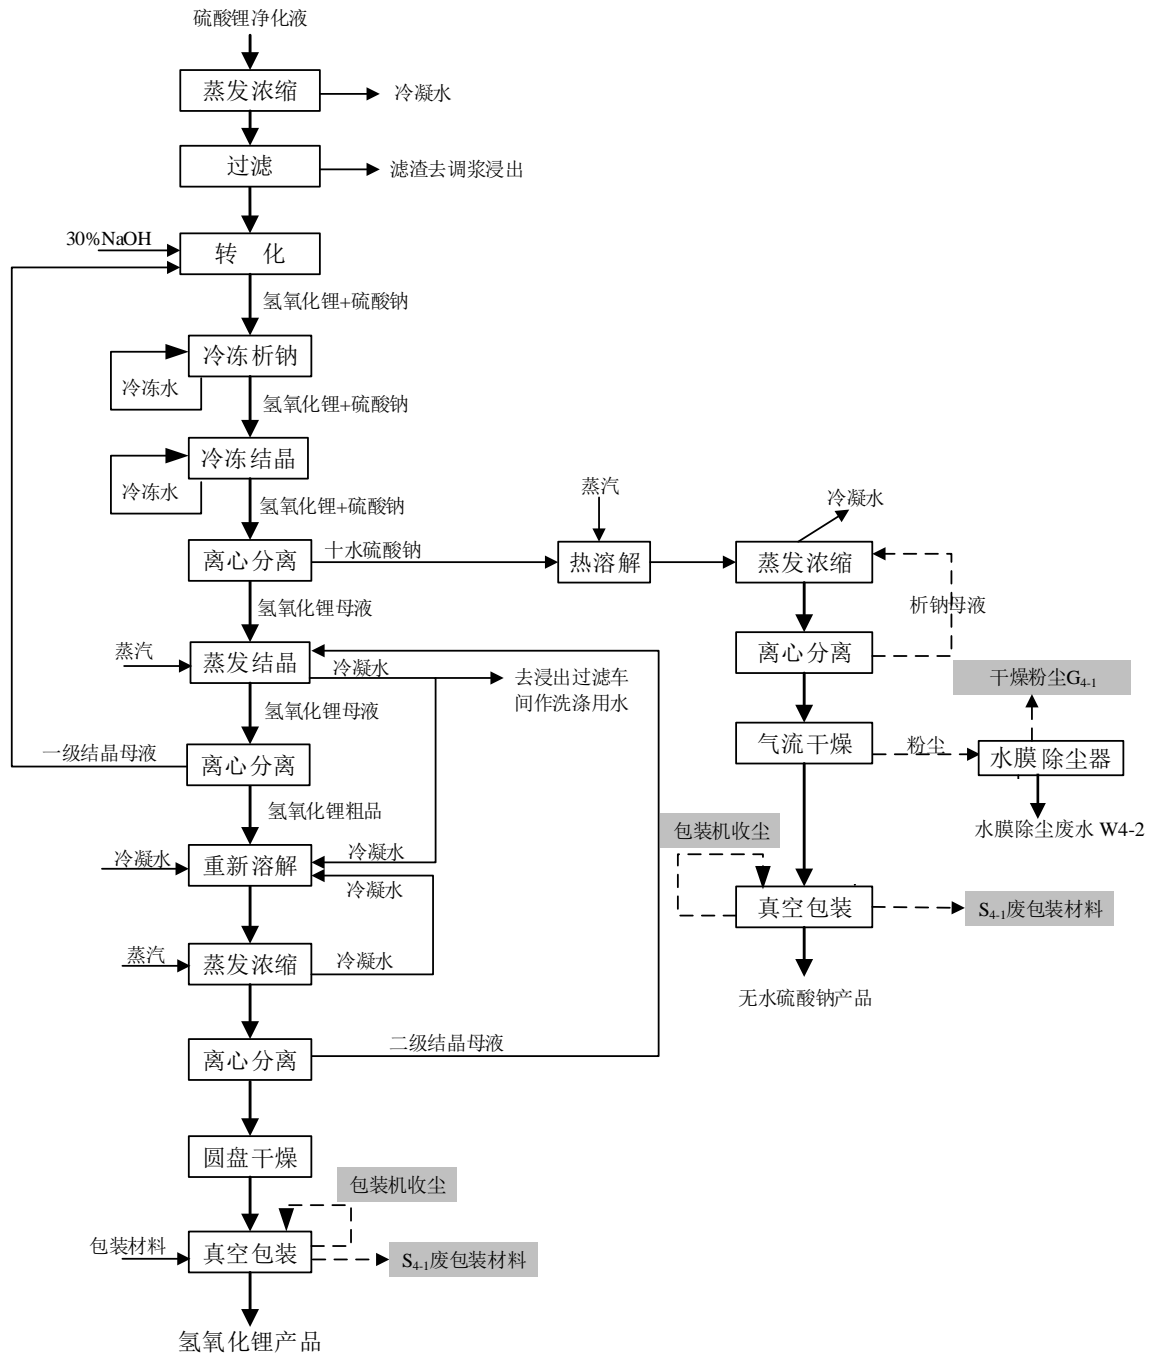 硫酸锂净化液
蒸发浓缩
冷凝水
过滤
滤渣去调浆浸出
30%NaOH
转 化
氢氧化锂+硫酸钠
冷冻析钠
冷冻水
氢氧化锂+硫酸钠
冷冻结晶
冷冻水
氢氧化锂+硫酸钠
蒸汽
冷凝水
离心分离
十水硫酸钠
热溶解
蒸发浓缩
析钠母液
氢氧化锂母液
蒸汽
蒸发结晶
冷凝水
去浸出过滤车
间作洗涤用水
离心分离
干燥粉尘G4-1
氢氧化锂母液
一级结晶母液
离心分离
气流干燥
粉尘
水膜除尘器
水膜除尘废水 W4-2
氢氧化锂粗品
包装机收尘
冷凝水
重新溶解
冷凝水
冷凝水
真空包装
S4-1废包装材料
蒸汽
蒸发浓缩
冷凝水
无水硫酸钠产品
离心分离
二级结晶母液
圆盘干燥
包装机收尘
包装材料
真空包装
S4-1废包装材料
氢氧化锂产品